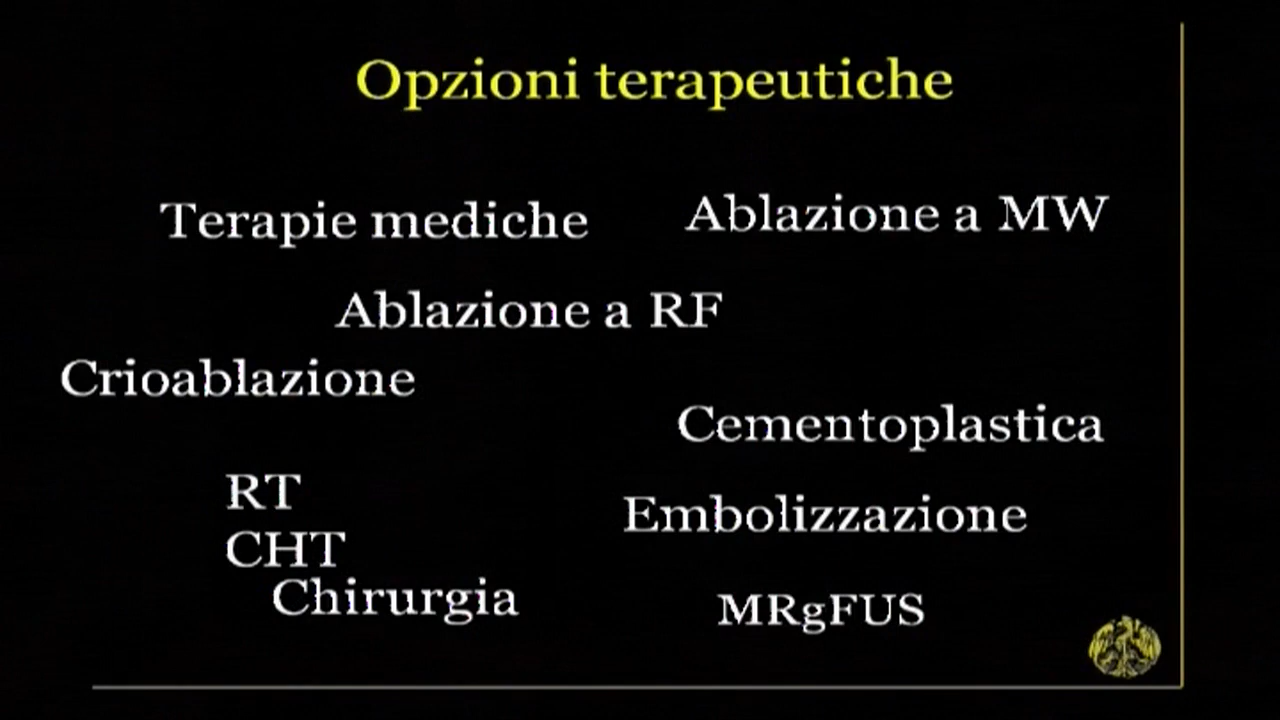 Opzioni terapeutiche
Terapie mediche
Ablazione a MW
Ablazione a RF
Crioablazione
Cementoplastica
RT
Embolizzazione
CHT
Chirurgia
MRgFUS